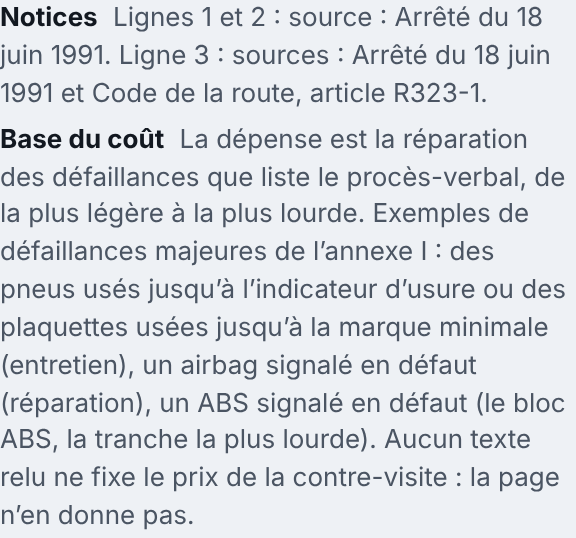 Notices Lignes 1 et 2 : source : Arrêté du 18
juin 1991. Ligne 3 : sources : Arrêté du 18 juin
1991 et Code de la route, article R323-1.
Base du coût La dépense est la réparation
des défaillances que liste le procès-verbal, de
la plus légère à la plus lourde. Exemples de
défaillances majeures de l’annexe I : des
pneus usés jusqu’à l’indicateur d’usure ou des
plaquettes usées jusqu’à la marque minimale
(entretien), un airbag signalé en défaut
(réparation), un ABS signalé en défaut (le bloc
ABS, la tranche la plus lourde). Aucun texte
relu ne fixe le prix de la contre-visite : la page
n’en donne pas.